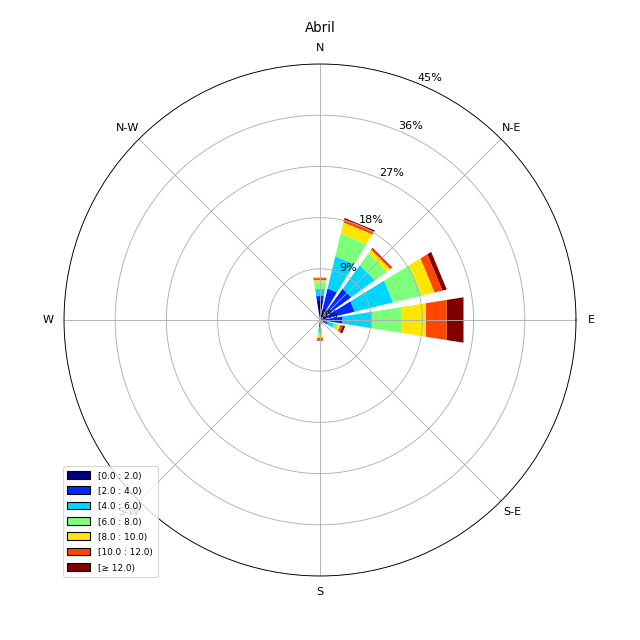 Abril
N
45%
N-W
36%
N-E
27%
18%
9%
0%
W
E
[0.0 : 2.0)
[2.0 : 4.0)
[4.0 : 6.0)
[6.0 : 8.0)
[8.0 : 10.0)
[10.0 : 12.0)
[≥ 12.0)
S-W
S-E
S